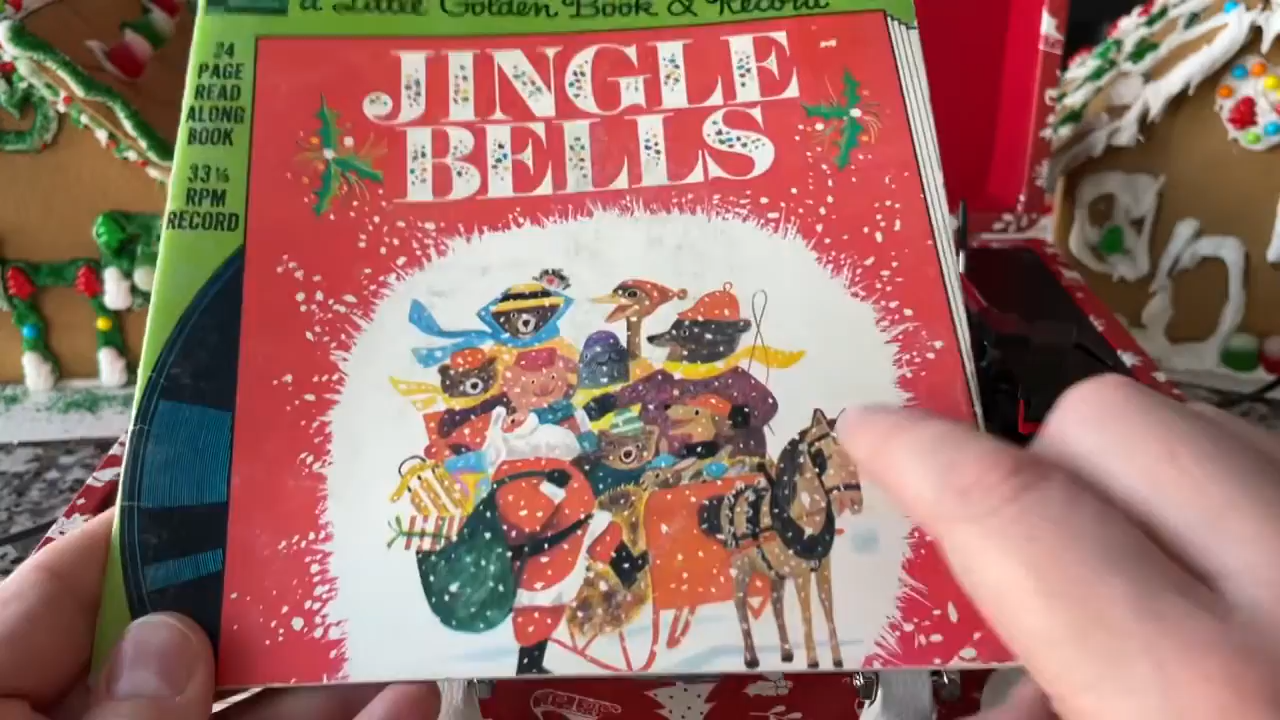 a Little Golden Book & Record
JINGLE
BELLS
24
PAGE
READ
ALONG
BOOK
33⅓
RPM
RECORD